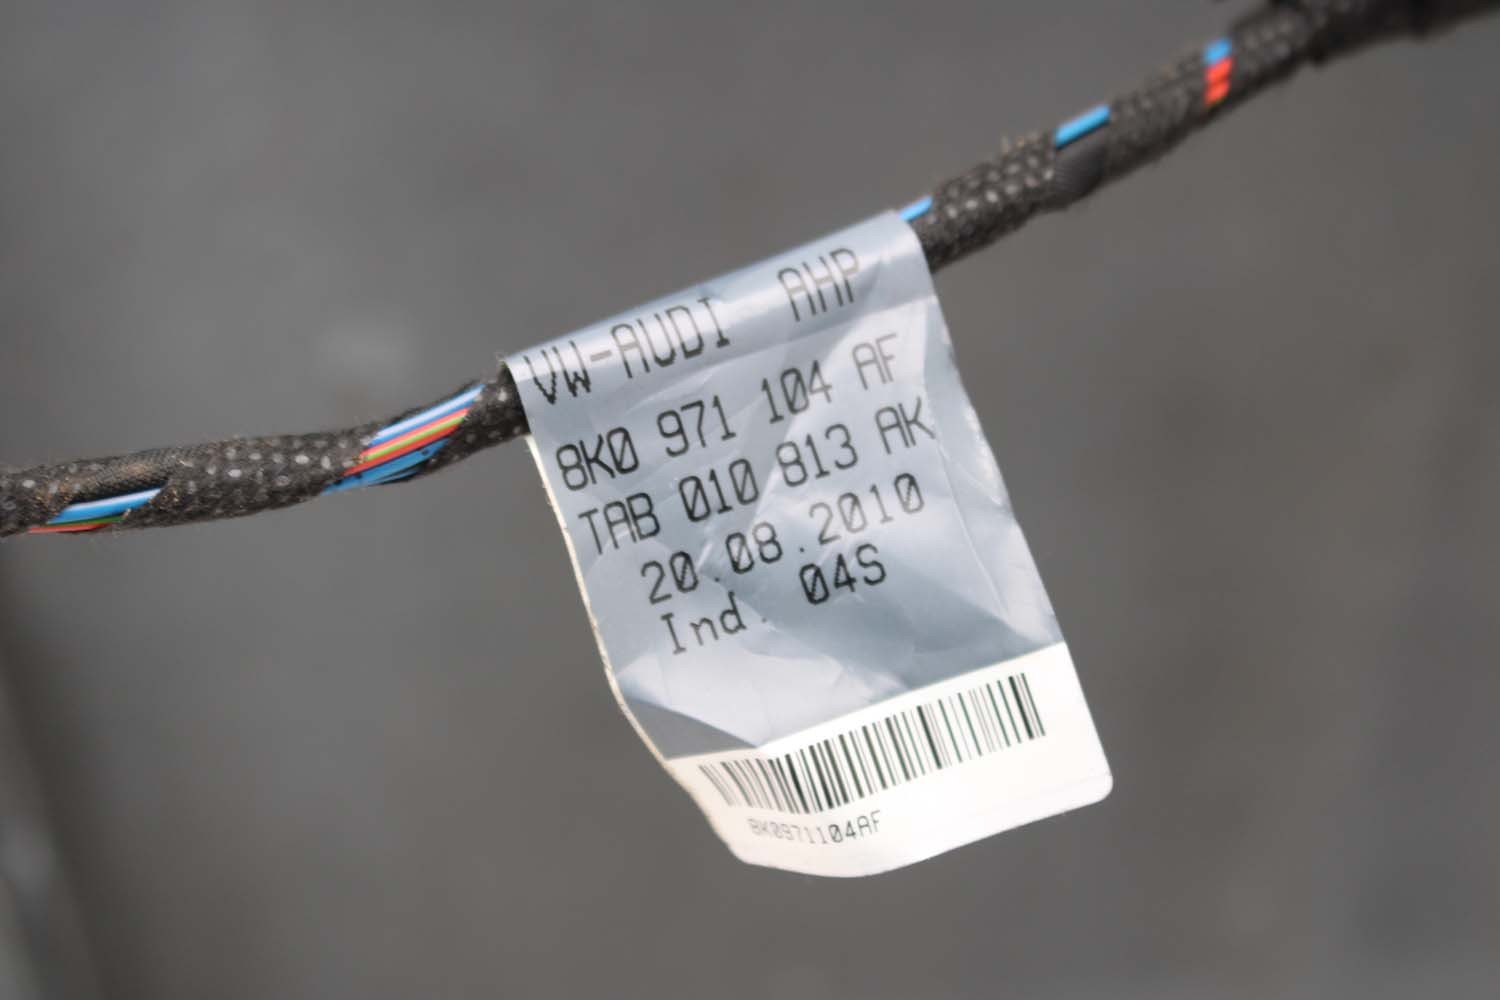 VW-AUDI AHP
8K0 971 104 AF
TAB 010 813 AK
20.08.2010
Ind. 04S
8K0971104AF